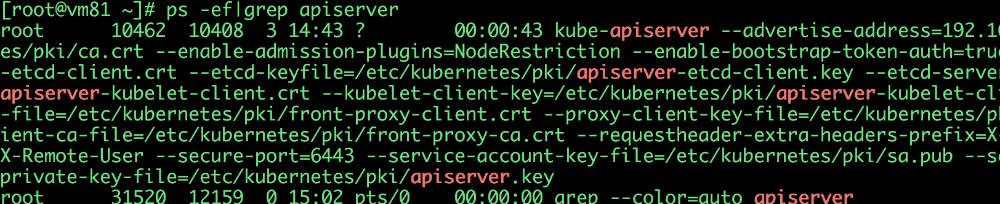 [root@vm81 ~]# ps -ef|grep apiserver
root      10462  10408  3 14:43 ?        00:00:43 kube-apiserver --advertise-address=192.10
es/pki/ca.crt --enable-admission-plugins=NodeRestriction --enable-bootstrap-token-auth=true
-etcd-client.crt --etcd-keyfile=/etc/kubernetes/pki/apiserver-etcd-client.key --etcd-serve
apiserver-kubelet-client.crt --kubelet-client-key=/etc/kubernetes/pki/apiserver-kubelet-cli
-file=/etc/kubernetes/pki/front-proxy-client.crt --proxy-client-key-file=/etc/kubernetes/pk
ient-ca-file=/etc/kubernetes/pki/front-proxy-ca.crt --requestheader-extra-headers-prefix=X-
X-Remote-User --secure-port=6443 --service-account-key-file=/etc/kubernetes/pki/sa.pub --se
private-key-file=/etc/kubernetes/pki/apiserver.key
root      31520  12159  0 15:02 pts/0    00:00:00 grep --color=auto apiserver